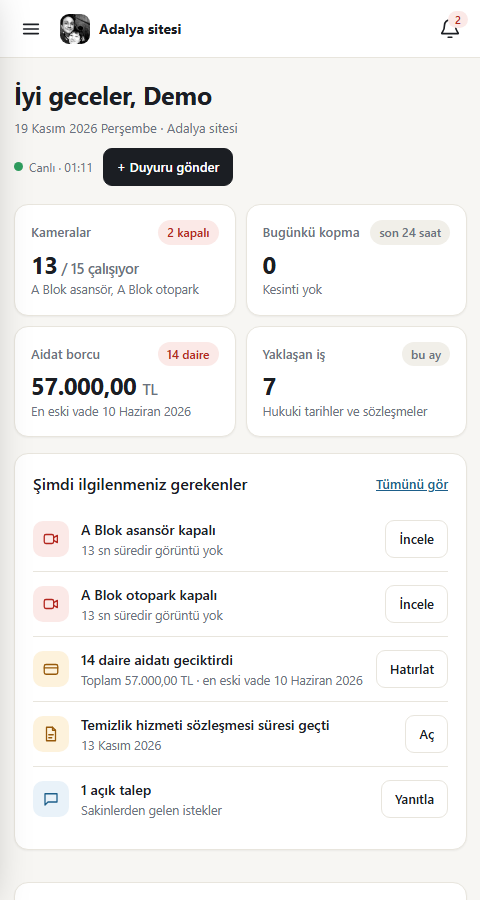 Adalya sitesi
2
İyi geceler, Demo
19 Kasım 2026 Perşembe · Adalya sitesi
Canlı · 01:11
+ Duyuru gönder
Kameralar
2 kapalı
13 / 15 çalışıyor
A Blok asansör, A Blok otopark
Bugünkü kopma
son 24 saat
0
Kesinti yok
Aidat borcu
14 daire
57.000,00 TL
En eski vade 10 Haziran 2026
Yaklaşan iş
bu ay
7
Hukuki tarihler ve sözleşmeler
Şimdi ilgilenmeniz gerekenler
Tümünü gör
A Blok asansör kapalı
13 sn süredir görüntü yok
İncele
A Blok otopark kapalı
13 sn süredir görüntü yok
İncele
14 daire aidatı geciktirdi
Toplam 57.000,00 TL · en eski vade 10 Haziran 2026
Hatırlat
Temizlik hizmeti sözleşmesi süresi geçti
13 Kasım 2026
Aç
1 açık talep
Sakinlerden gelen istekler
Yanıtla